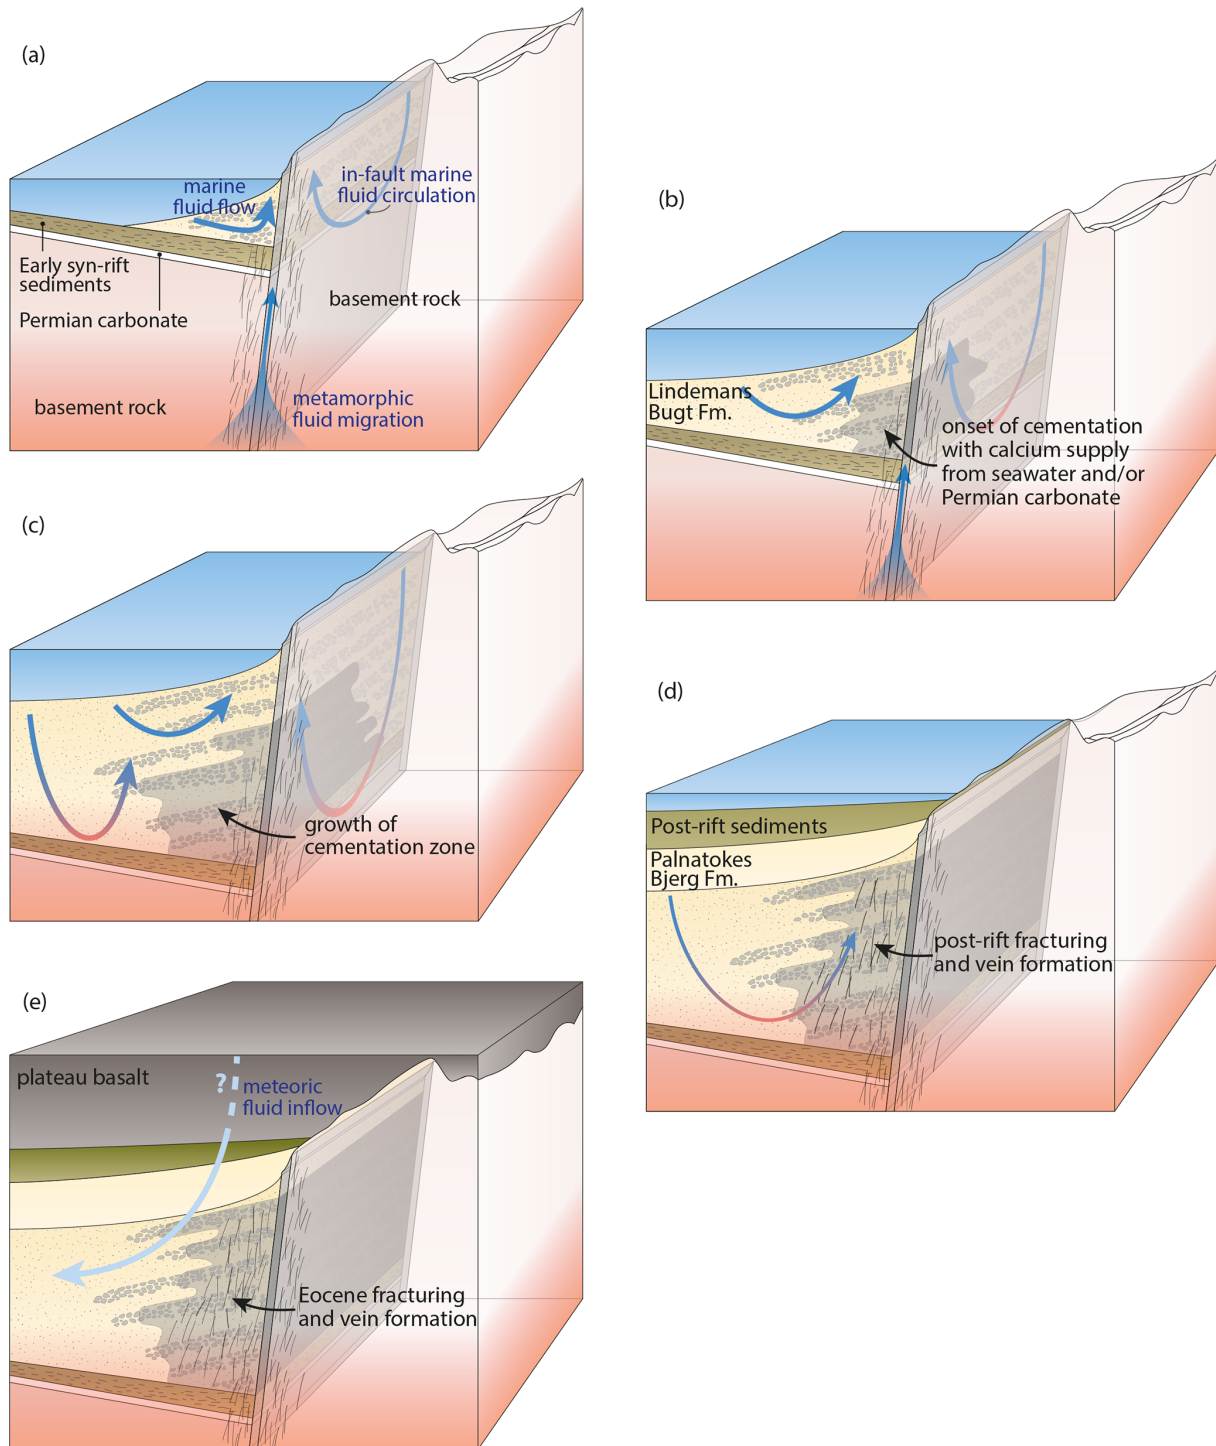 (a)
marine
fluid flow
in-fault marine
fluid circulation
Early syn-rift
sediments
Permian carbonate
basement rock
basement rock
metamorphic
fluid migration
(b)
Lindemans
Bugt Fm.
onset of cementation
with calcium supply
from seawater and/or
Permian carbonate
(c)
growth of
cementation zone
(d)
Post-rift sediments
Palnatokes
Bjerg Fm.
post-rift fracturing
and vein formation
(e)
plateau basalt
?
meteoric
fluid inflow
Eocene fracturing
and vein formation